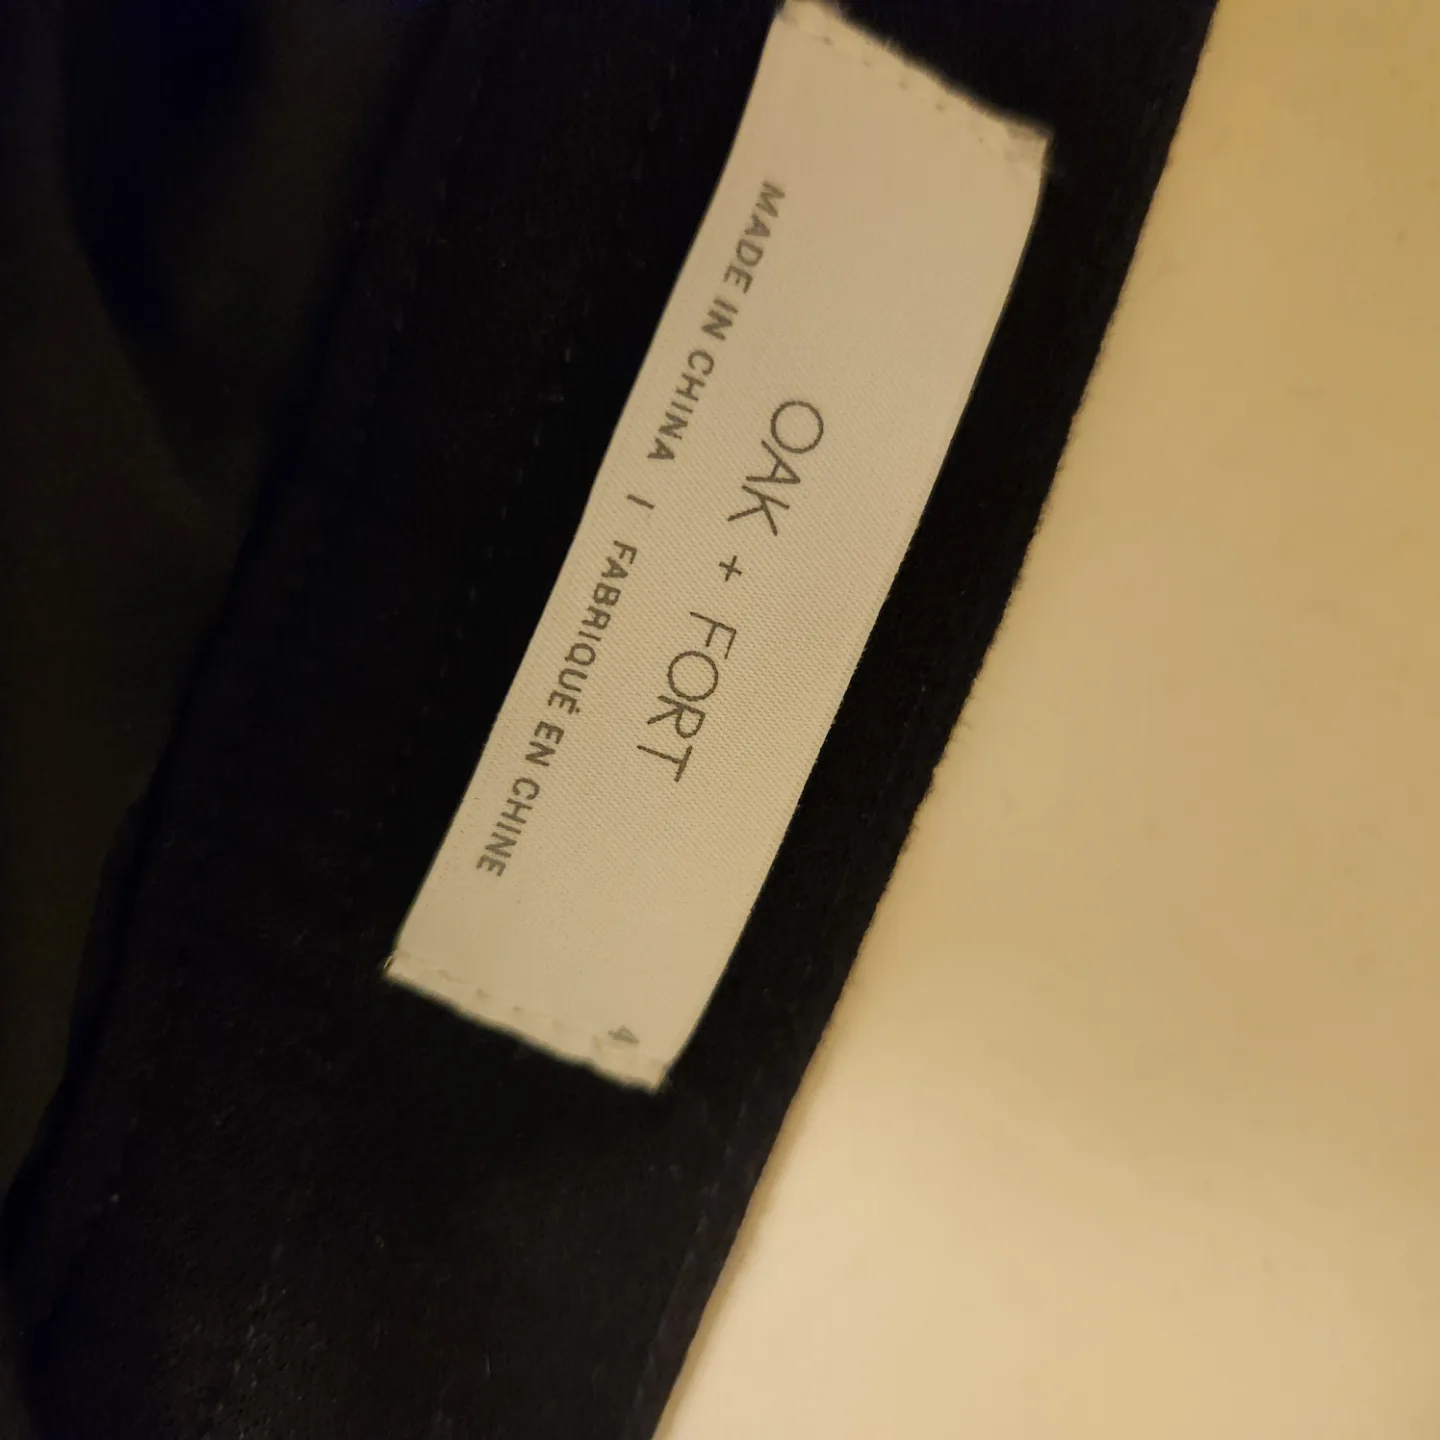 OAK + FORT
MADE IN CHINA / FABRIQUÉ EN CHINE
4